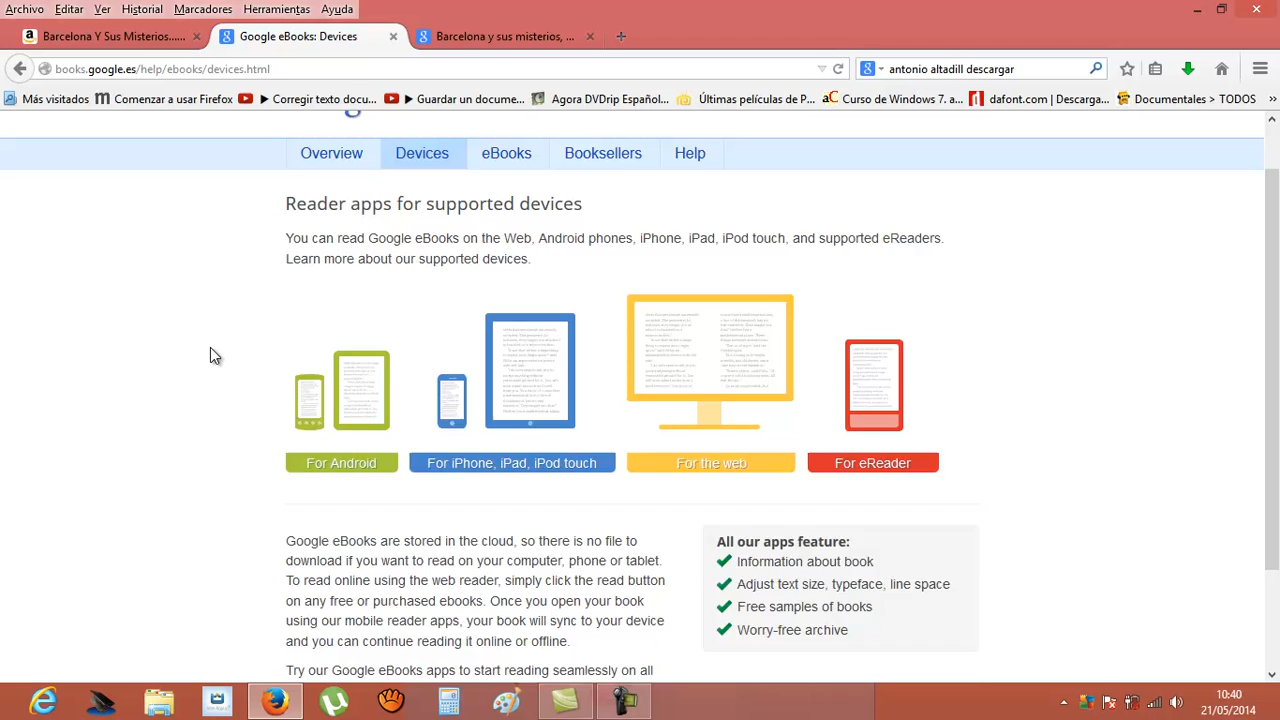 Archivo Editar Ver Historial Marcadores Herramientas Ayuda
Barcelona Y Sus Misterios...... Google eBooks: Devices Barcelona y sus misterios, ...
books.google.es/help/ebooks/devices.html antonio altadill descargar
Más visitados Comenzar a usar Firefox Corregir texto docu... Guardar un docume... Agora DVDrip Español,... Últimas películas de P... Curso de Windows 7. a... dafont.com | Descarga... Documentales > TODOS
Overview Devices eBooks Booksellers Help
Reader apps for supported devices
You can read Google eBooks on the Web, Android phones, iPhone, iPad, iPod touch, and supported eReaders.
Learn more about our supported devices.
For Android For iPhone, iPad, iPod touch For the web For eReader
Google eBooks are stored in the cloud, so there is no file to
download if you want to read on your computer, phone or tablet.
To read online using the web reader, simply click the read button
on any free or purchased ebooks. Once you open your book
using our mobile reader apps, your book will sync to your device
and you can continue reading it online or offline.
Try our Google eBooks apps to start reading seamlessly on all
All our apps feature:
Information about book
Adjust text size, typeface, line space
Free samples of books
Worry-free archive
10:40
21/05/2014